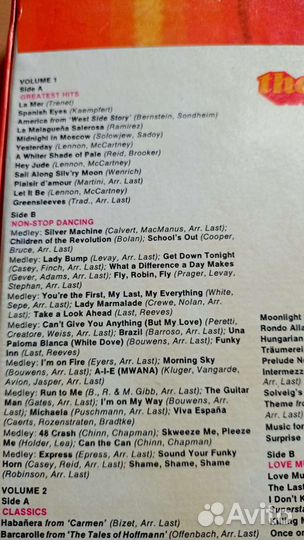 the
VOLUME 1
Side A
GREATEST HITS
La Mer (Trenet)
Spanish Eyes (Kaempfert)
America from 'West Side Story' (Bernstein, Sondheim)
La Malagueña Salerosa (Ramirez)
Midnight in Moscow (Solowjow, Sadoy)
Yesterday (Lennon, McCartney)
A Whiter Shade of Pale (Reid, Brooker)
Hey Jude (Lennon, McCartney)
Sail Along Silv'ry Moon (Wenrich)
Plaisir d'amour (Martini, Arr. Last)
Let It Be (Lennon, McCartney)
Greensleeves (Trad., Arr. Last)
Side B
NON-STOP DANCING
Medley: Silver Machine (Calvert, MacManus, Arr. Last);
Children of the Revolution (Bolan); School's Out (Cooper,
Bruce, Arr. Last)
Medley: Lady Bump (Levay, Arr. Last); Get Down Tonight
(Casey, Finch, Arr. Last); What a Difference a Day Makes
(Gever, Adams, Arr. Last); Fly, Robin, Fly (Prager, Levay,
Stephan, Arr. Last)
Medley: You're the First, My Last, My Everything (White,
Sepe, Arr. Last); Lady Marmalade (Crewe, Nolan, Arr.
Last); Take a Look Ahead (Last, Reeves)
Medley: Can't Give You Anything (But My Love) (Peretti,
Creatore, Weiss, Arr. Last); Brazil (Barroso, Arr. Last); Una
Paloma Blanca (White Dove) (Bouwens, Arr. Last); Funky
Inn (Last, Reeves)
Medley: I'm on Fire (Eyers, Arr. Last); Morning Sky
(Bouwens, Arr. Last); A-I-E (MWANA) (Kluger, Vangarde,
Avion, Jasper, Arr. Last)
Medley: Run to Me (B., R. & M. Gibb, Arr. Last); The Guitar
Man (Gates, Arr. Last); I'm on My Way (Bouwens, Arr.
Last); Michaela (Puschmann, Arr. Last); Viva España
(Caerts, Rozenstraten, Bradtke)
Medley: 48 Crash (Chinn, Chapman); Skweeze Me, Pleeze
Me (Holder, Lea); Can the Can (Chinn, Chapman)
Medley: Express (Epress, Arr. Last); Sound Your Funky
Horn (Casey, Reid, Arr. Last); Shame, Shame, Shame
(Robinson, Arr. Last)
VOLUME 2
Side A
CLASSICS
Habañera from 'Carmen' (Bizet, Arr. Last)
Barcarolle from 'The Tales of Hoffmann' (Offenbach, Arr. Last)
Moonlight
Rondo Alla
Hungarian
Träumerei
Prelude N
Intermezz
Solveig's
Theme from
Music for
Surprise
Side B
LOVE MU
Love Mu
The Last
I Don't K
Superstar
Killing M
Avito